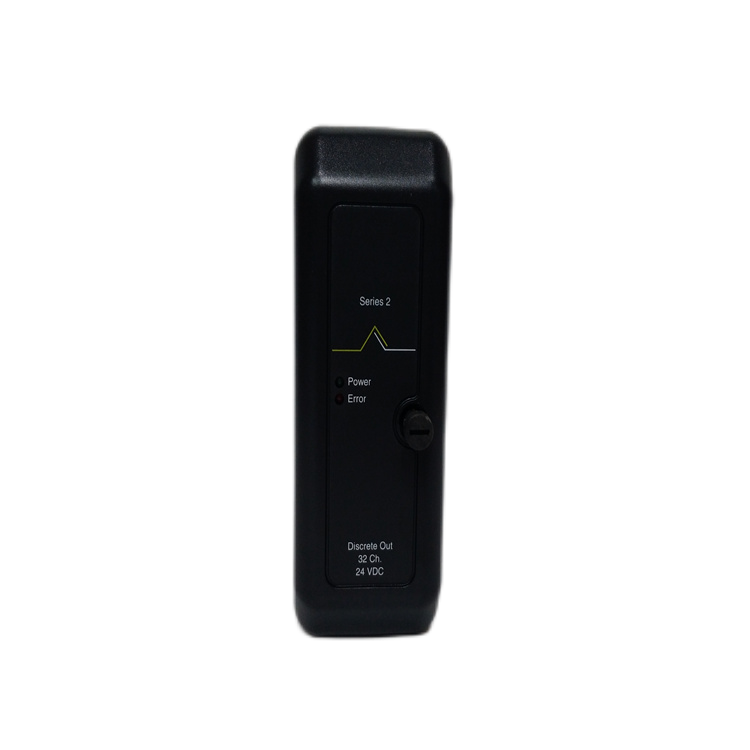 Series 2
Power
Error
Discrete Out
32 Ch.
24 VDC